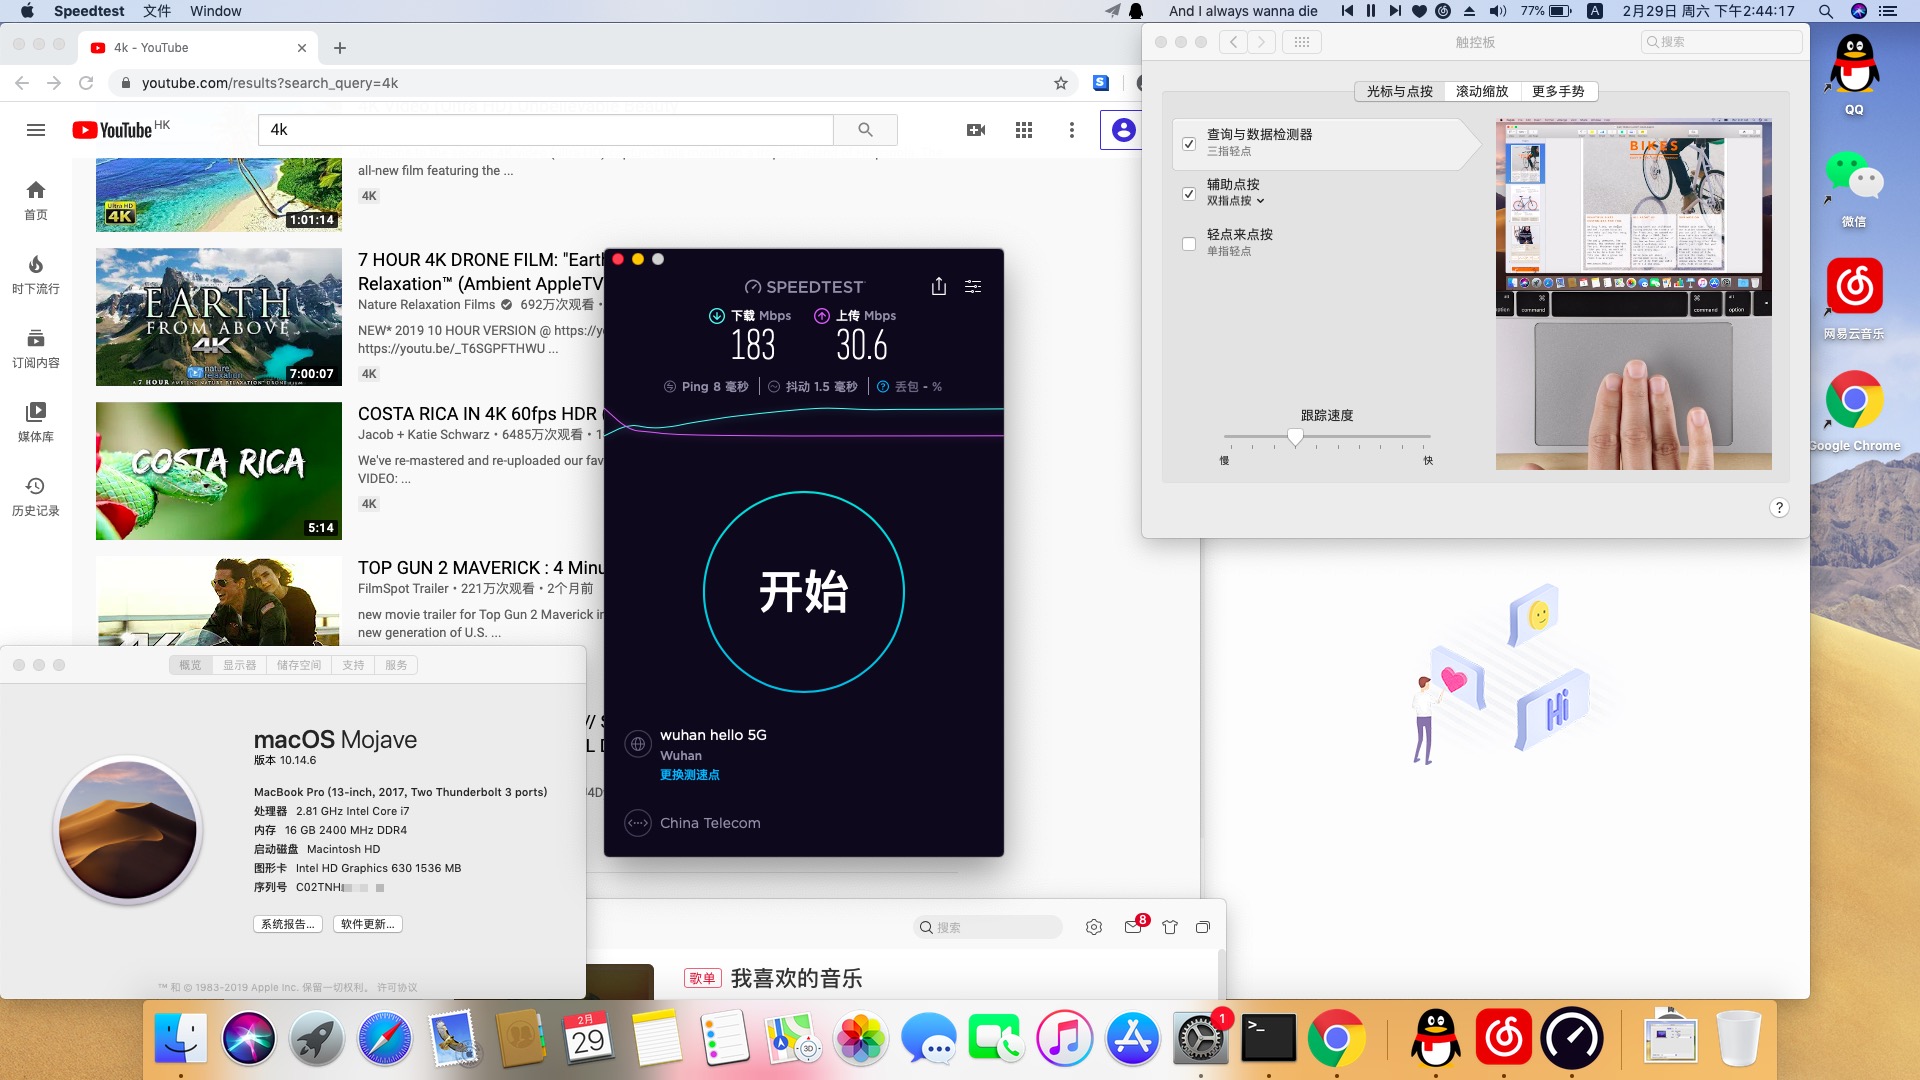 Speedtest 文件 Window
And I always wanna die
77%
A
2月29日 周六 下午2:44:17
4k - YouTube
youtube.com/results?search_query=4k
YouTube HK
4k
首页
时下流行
订阅内容
媒体库
历史记录
Ultra HD
4K
1:01:14
all-new film featuring the ...
4K
EARTH
FROM ABOVE
4K
nature relaxation
7:00:07
7 HOUR 4K DRONE FILM: "Earth
Relaxation™ (Ambient AppleTV
Nature Relaxation Films 692万次观看 •
NEW* 2019 10 HOUR VERSION @ https://yo
https://youtu.be/_T6SGPFTHWU ...
4K
COSTA RICA
5:14
COSTA RICA IN 4K 60fps HDR
Jacob + Katie Schwarz • 6485万次观看 • 1
We've re-mastered and re-uploaded our fav
VIDEO: ...
4K
TOP GUN 2 MAVERICK : 4 Minu
FilmSpot Trailer • 221万次观看 • 2个月前
new movie trailer for Top Gun 2 Maverick in
new generation of U.S. ...
SPEEDTEST
下载 Mbps
183
上传 Mbps
30.6
Ping 8 毫秒
抖动 1.5 毫秒
丢包 - %
开始
wuhan hello 5G
Wuhan
更换测速点
China Telecom
触控板
搜索
光标与点按
滚动缩放
更多手势
查询与数据检测器
三指轻点
辅助点按
双指点按
轻点来点按
单指轻点
BIKES
option
command
command
option
跟踪速度
慢
快
?
QQ
微信
网易云音乐
Google Chrome
Hi
概览
显示器
储存空间
支持
服务
macOS Mojave
版本 10.14.6
MacBook Pro (13-inch, 2017, Two Thunderbolt 3 ports)
处理器 2.81 GHz Intel Core i7
内存 16 GB 2400 MHz DDR4
启动磁盘 Macintosh HD
图形卡 Intel HD Graphics 630 1536 MB
序列号 C02TNH
系统报告...
软件更新...
™ 和 © 1983-2019 Apple Inc. 保留一切权利。 许可协议
搜索
8
歌单 我喜欢的音乐
2月
29
3D
1